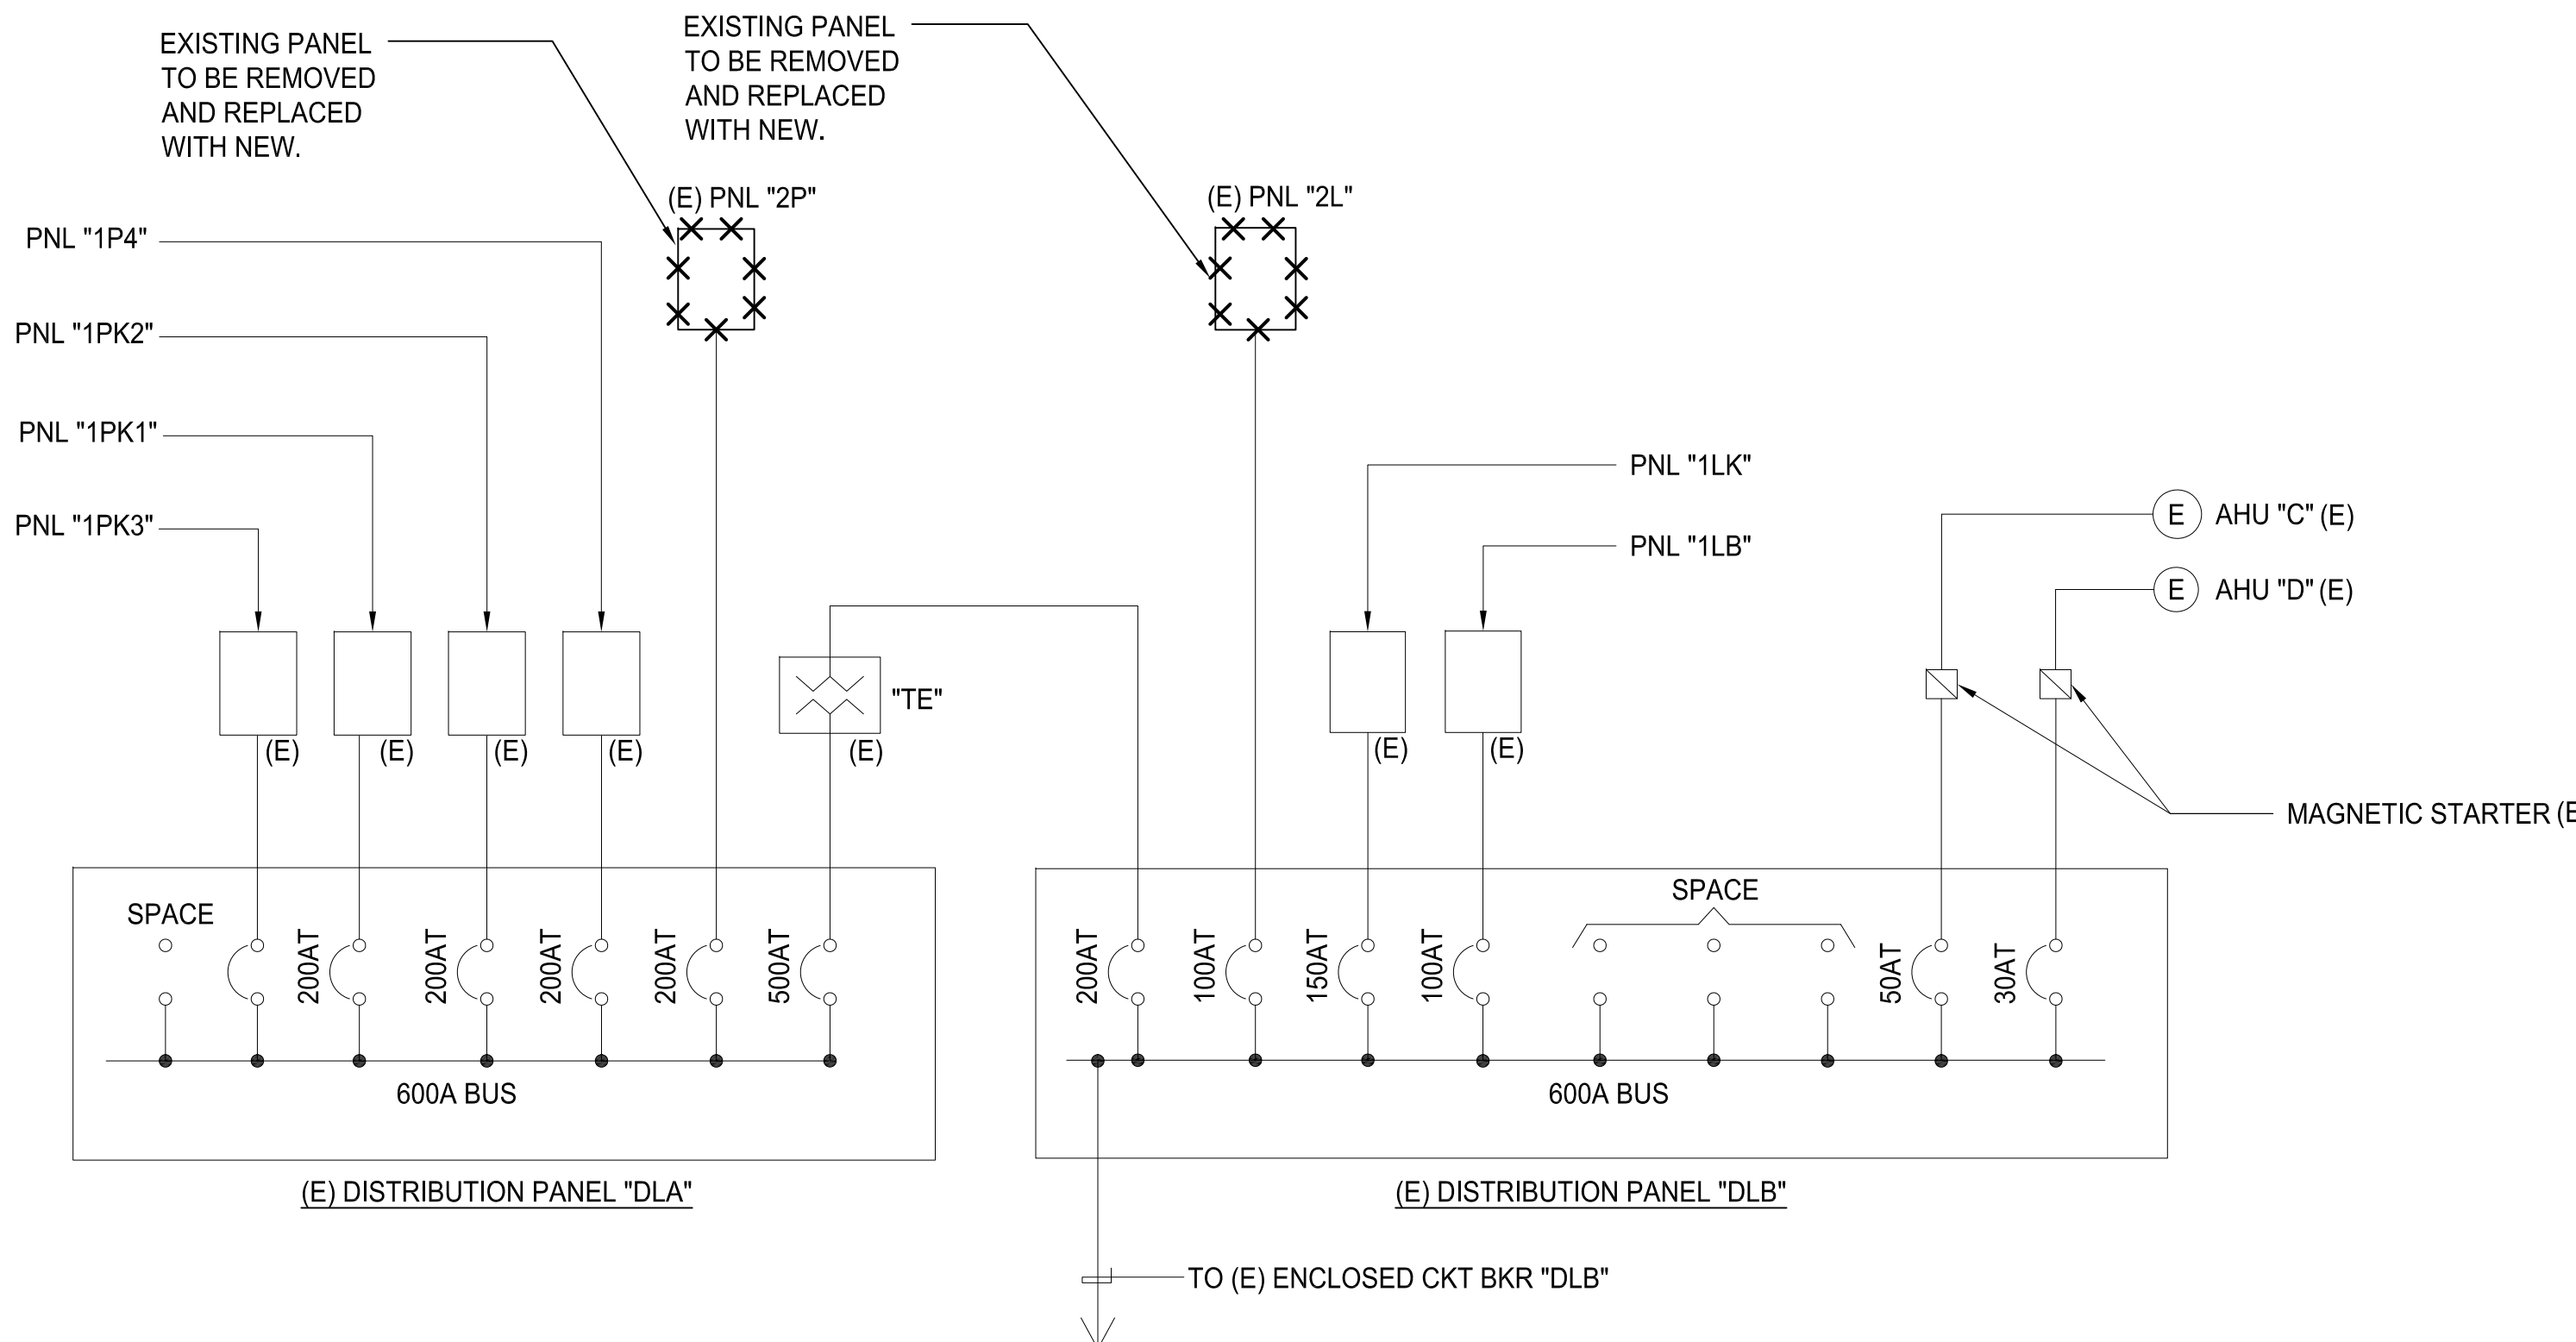 EXISTING PANEL
TO BE REMOVED
AND REPLACED
WITH NEW.
EXISTING PANEL
TO BE REMOVED
AND REPLACED
WITH NEW.
(E) PNL "2P"
(E) PNL "2L"
PNL "1P4"
PNL "1PK2"
PNL "1PK1"
PNL "1PK3"
PNL "1LK"
PNL "1LB"
E AHU "C" (E)
E AHU "D" (E)
"TE"
(E)
(E)
(E)
(E)
(E)
(E)
(E)
MAGNETIC STARTER (E
SPACE
200AT
200AT
200AT
200AT
500AT
600A BUS
(E) DISTRIBUTION PANEL "DLA"
SPACE
200AT
100AT
150AT
100AT
50AT
30AT
600A BUS
(E) DISTRIBUTION PANEL "DLB"
TO (E) ENCLOSED CKT BKR "DLB"